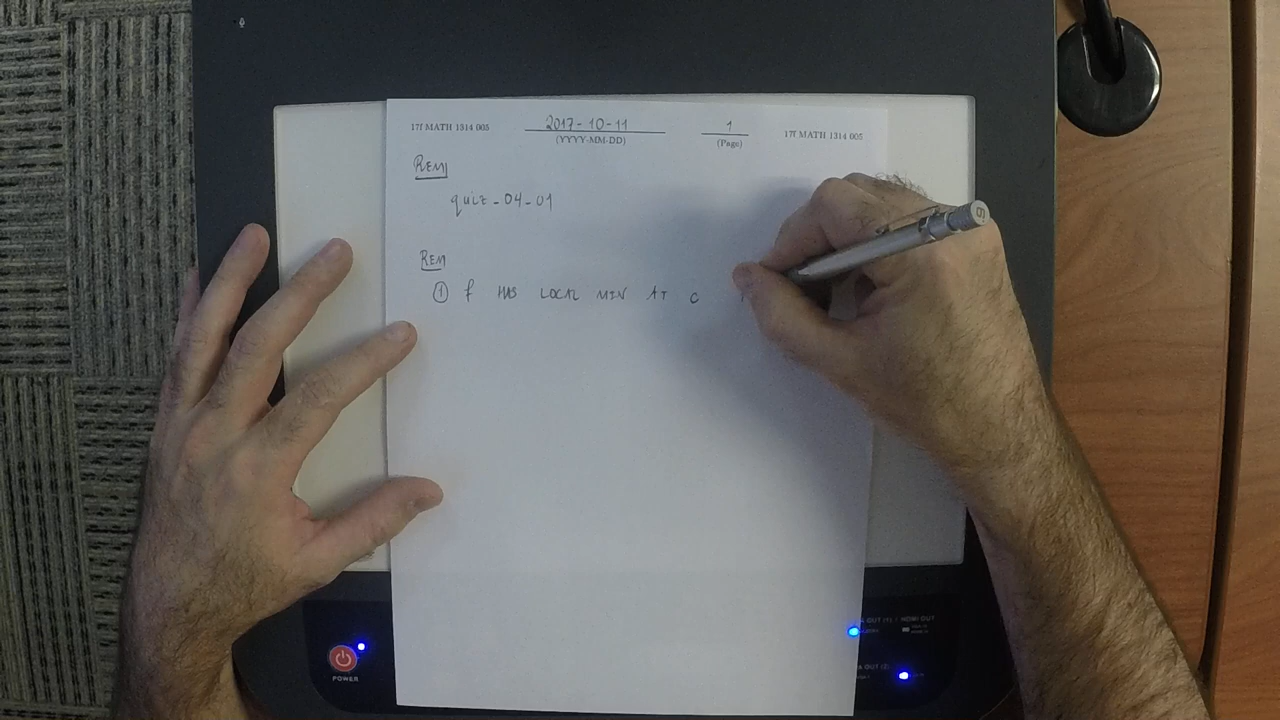 17f MATH 1314 005 2017-10-11 1 17f MATH 1314 005
(YYYY-MM-DD) (Page)
REM
quiz-04-01
REM
① f HAS LOCAL MIN AT C
POWER